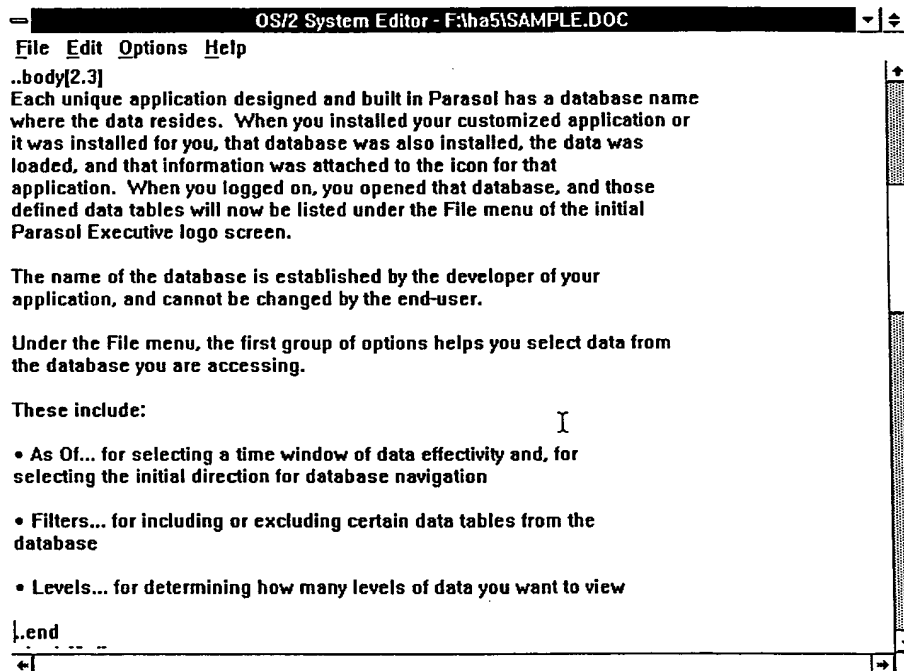 OS/2 System Editor - F:\ha5\SAMPLE.DOC
File Edit Options Help
..body[2.3]
Each unique application designed and built in Parasol has a database name
where the data resides. When you installed your customized application or
it was installed for you, that database was also installed, the data was
loaded, and that information was attached to the icon for that
application. When you logged on, you opened that database, and those
defined data tables will now be listed under the File menu of the initial
Parasol Executive logo screen.
The name of the database is established by the developer of your
application, and cannot be changed by the end-user.
Under the File menu, the first group of options helps you select data from
the database you are accessing.
These include:
• As Of... for selecting a time window of data effectivity and, for
selecting the initial direction for database navigation
• Filters... for including or excluding certain data tables from the
database
• Levels... for determining how many levels of data you want to view
..end